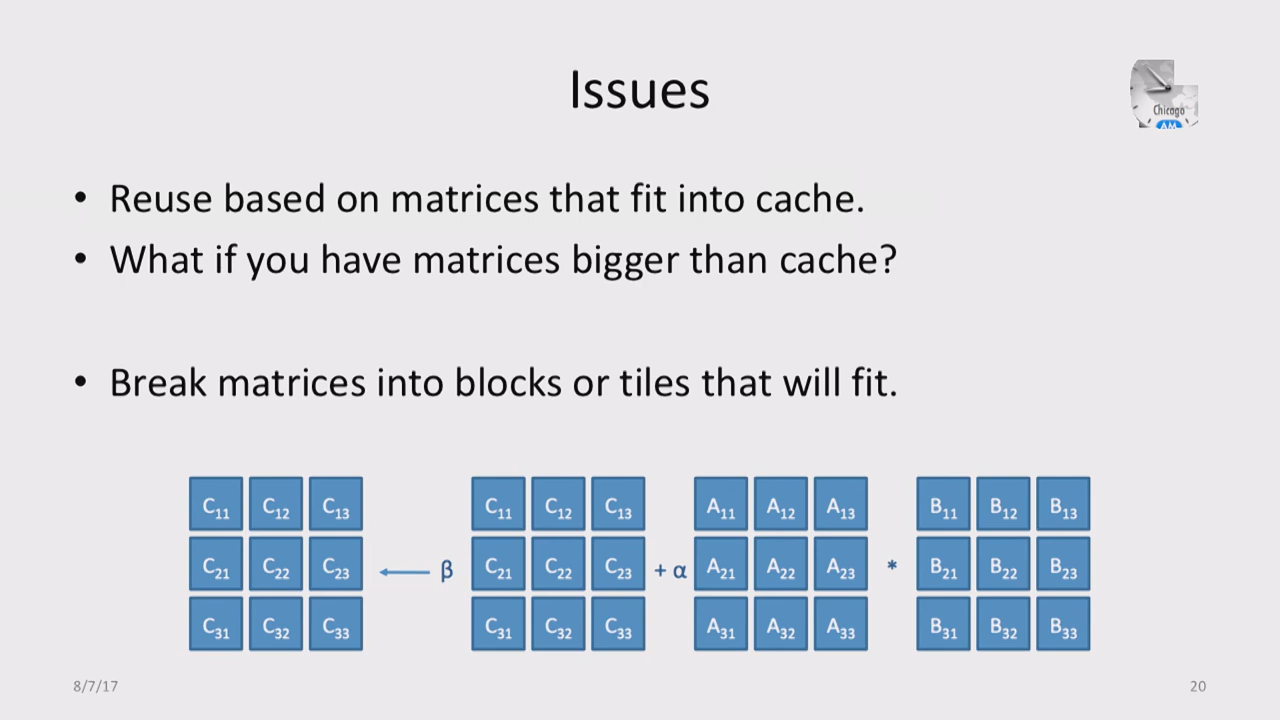 Issues
Chicago
AM
• Reuse based on matrices that fit into cache.
• What if you have matrices bigger than cache?
• Break matrices into blocks or tiles that will fit.
C₁₁ C₁₂ C₁₃ C₁₁ C₁₂ C₁₃ A₁₁ A₁₂ A₁₃ B₁₁ B₁₂ B₁₃
C₂₁ C₂₂ C₂₃ ← β C₂₁ C₂₂ C₂₃ + α A₂₁ A₂₂ A₂₃ * B₂₁ B₂₂ B₂₃
C₃₁ C₃₂ C₃₃ C₃₁ C₃₂ C₃₃ A₃₁ A₃₂ A₃₃ B₃₁ B₃₂ B₃₃
8/7/17 20